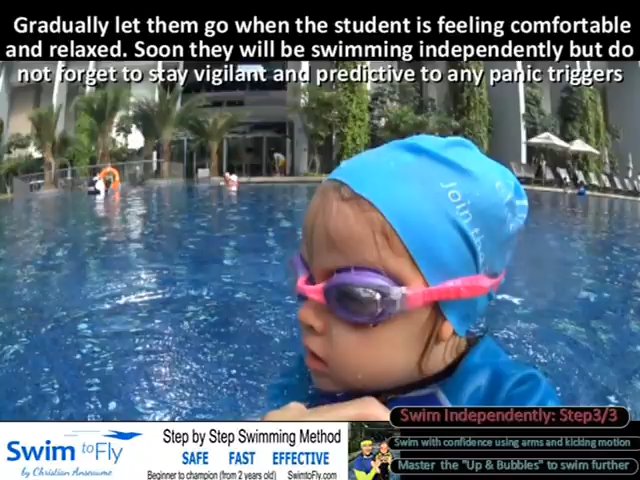 Gradually let them go when the student is feeling comfortable
and relaxed. Soon they will be swimming independently but do
not forget to stay vigilant and predictive to any panic triggers
Join th
Swim to Fly
by Christian Ansenume
Step by Step Swimming Method
SAFE FAST EFFECTIVE
Beginner to champion (from 2 years old) SwimtoFly.com
Swim Independently: Step3/3
Swim with confidence using arms and kicking motion
Master the "Up & Bubbles" to swim further